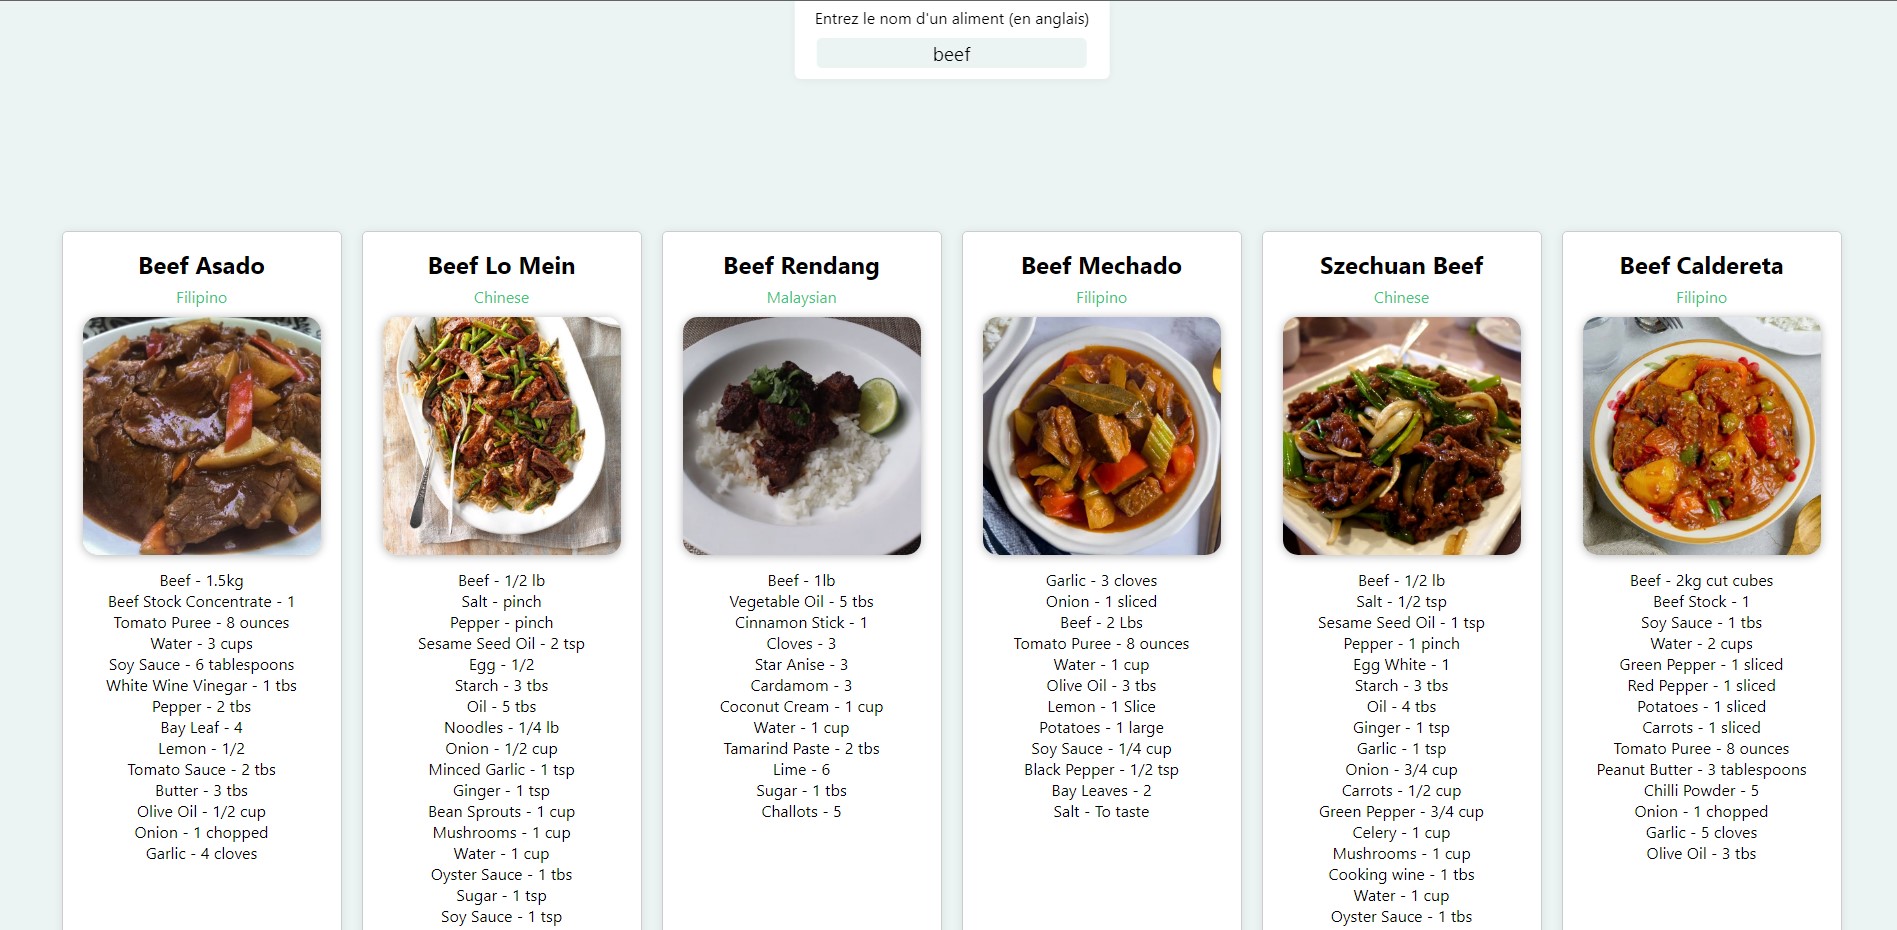 Entrez le nom d'un aliment (en anglais)
beef
Beef Asado
Filipino
Beef - 1.5kg
Beef Stock Concentrate - 1
Tomato Puree - 8 ounces
Water - 3 cups
Soy Sauce - 6 tablespoons
White Wine Vinegar - 1 tbs
Pepper - 2 tbs
Bay Leaf - 4
Lemon - 1/2
Tomato Sauce - 2 tbs
Butter - 3 tbs
Olive Oil - 1/2 cup
Onion - 1 chopped
Garlic - 4 cloves
Beef Lo Mein
Chinese
Beef - 1/2 lb
Salt - pinch
Pepper - pinch
Sesame Seed Oil - 2 tsp
Egg - 1/2
Starch - 3 tbs
Oil - 5 tbs
Noodles - 1/4 lb
Onion - 1/2 cup
Minced Garlic - 1 tsp
Ginger - 1 tsp
Bean Sprouts - 1 cup
Mushrooms - 1 cup
Water - 1 cup
Oyster Sauce - 1 tbs
Sugar - 1 tsp
Soy Sauce - 1 tsp
Beef Rendang
Malaysian
Beef - 1lb
Vegetable Oil - 5 tbs
Cinnamon Stick - 1
Cloves - 3
Star Anise - 3
Cardamom - 3
Coconut Cream - 1 cup
Water - 1 cup
Tamarind Paste - 2 tbs
Lime - 6
Sugar - 1 tbs
Challots - 5
Beef Mechado
Filipino
Garlic - 3 cloves
Onion - 1 sliced
Beef - 2 Lbs
Tomato Puree - 8 ounces
Water - 1 cup
Olive Oil - 3 tbs
Lemon - 1 Slice
Potatoes - 1 large
Soy Sauce - 1/4 cup
Black Pepper - 1/2 tsp
Bay Leaves - 2
Salt - To taste
Szechuan Beef
Chinese
Beef - 1/2 lb
Salt - 1/2 tsp
Sesame Seed Oil - 1 tsp
Pepper - 1 pinch
Egg White - 1
Starch - 3 tbs
Oil - 4 tbs
Ginger - 1 tsp
Garlic - 1 tsp
Onion - 3/4 cup
Carrots - 1/2 cup
Green Pepper - 3/4 cup
Celery - 1 cup
Mushrooms - 1 cup
Cooking wine - 1 tbs
Water - 1 cup
Oyster Sauce - 1 tbs
Beef Caldereta
Filipino
Beef - 2kg cut cubes
Beef Stock - 1
Soy Sauce - 1 tbs
Water - 2 cups
Green Pepper - 1 sliced
Red Pepper - 1 sliced
Potatoes - 1 sliced
Carrots - 1 sliced
Tomato Puree - 8 ounces
Peanut Butter - 3 tablespoons
Chilli Powder - 5
Onion - 1 chopped
Garlic - 5 cloves
Olive Oil - 3 tbs